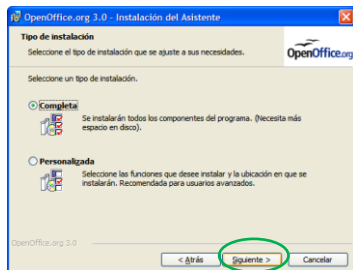 OpenOffice.org 3.0 - Instalación del Asistente
Tipo de instalación
Seleccione el tipo de instalación que se ajuste a sus necesidades.
OpenOffice.org
Seleccione un tipo de instalación.
Completa
Se instalarán todos los componentes del programa. (Necesita más
espacio en disco).
Personalizada
Seleccione las funciones que desee instalar y la ubicación en que se
instalarán. Recomendada para usuarios avanzados.
OpenOffice.org 3.0
< Atrás Siguiente > Cancelar